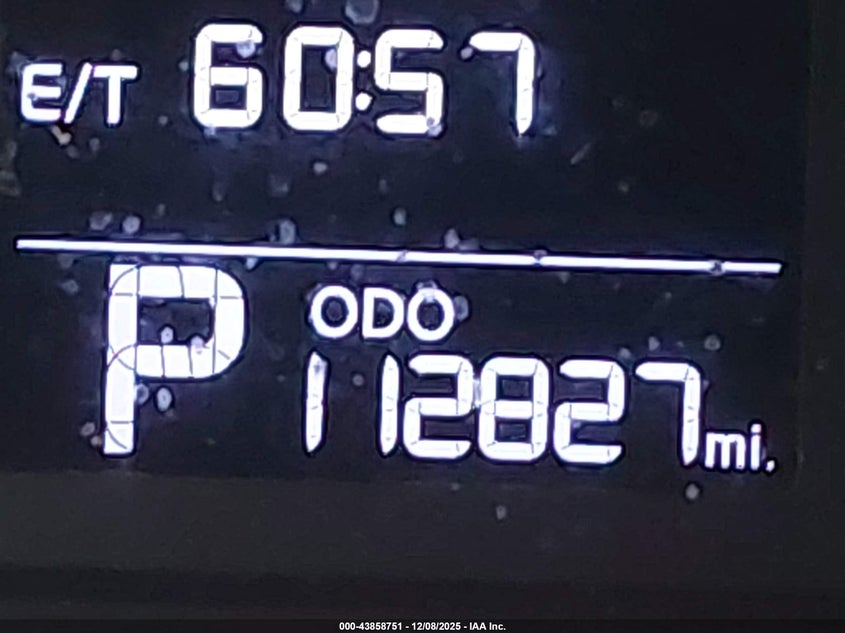 E/T 60:57
P ODO
112827 mi.
000-43858751 - 12/08/2025 - IAA Inc.